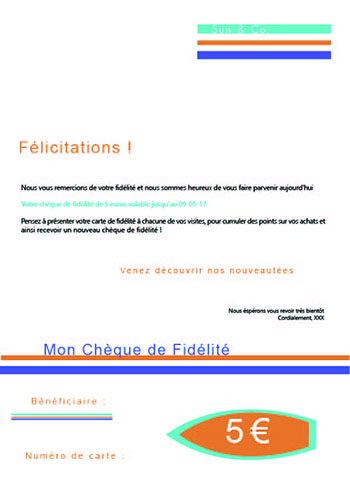 Sun & Co
Félicitations !
Nous vous remercions de votre fidélité et nous sommes heureux de vous faire parvenir aujourd'hui
Votre chèque de fidélité de 5 euros valable jusqu'au 09-05-17
Pensez à présenter votre carte de fidélité à chacune de vos visites, pour cumuler des points sur vos achats et
ainsi recevoir un nouveau chèque de fidélité !
Venez découvrir nos nouveautées
Nous éspérons vous revoir très bientôt
Cordialement, XXX
Mon Chèque de Fidélité
Bénéficiaire :
5 €
Numéro de carte :